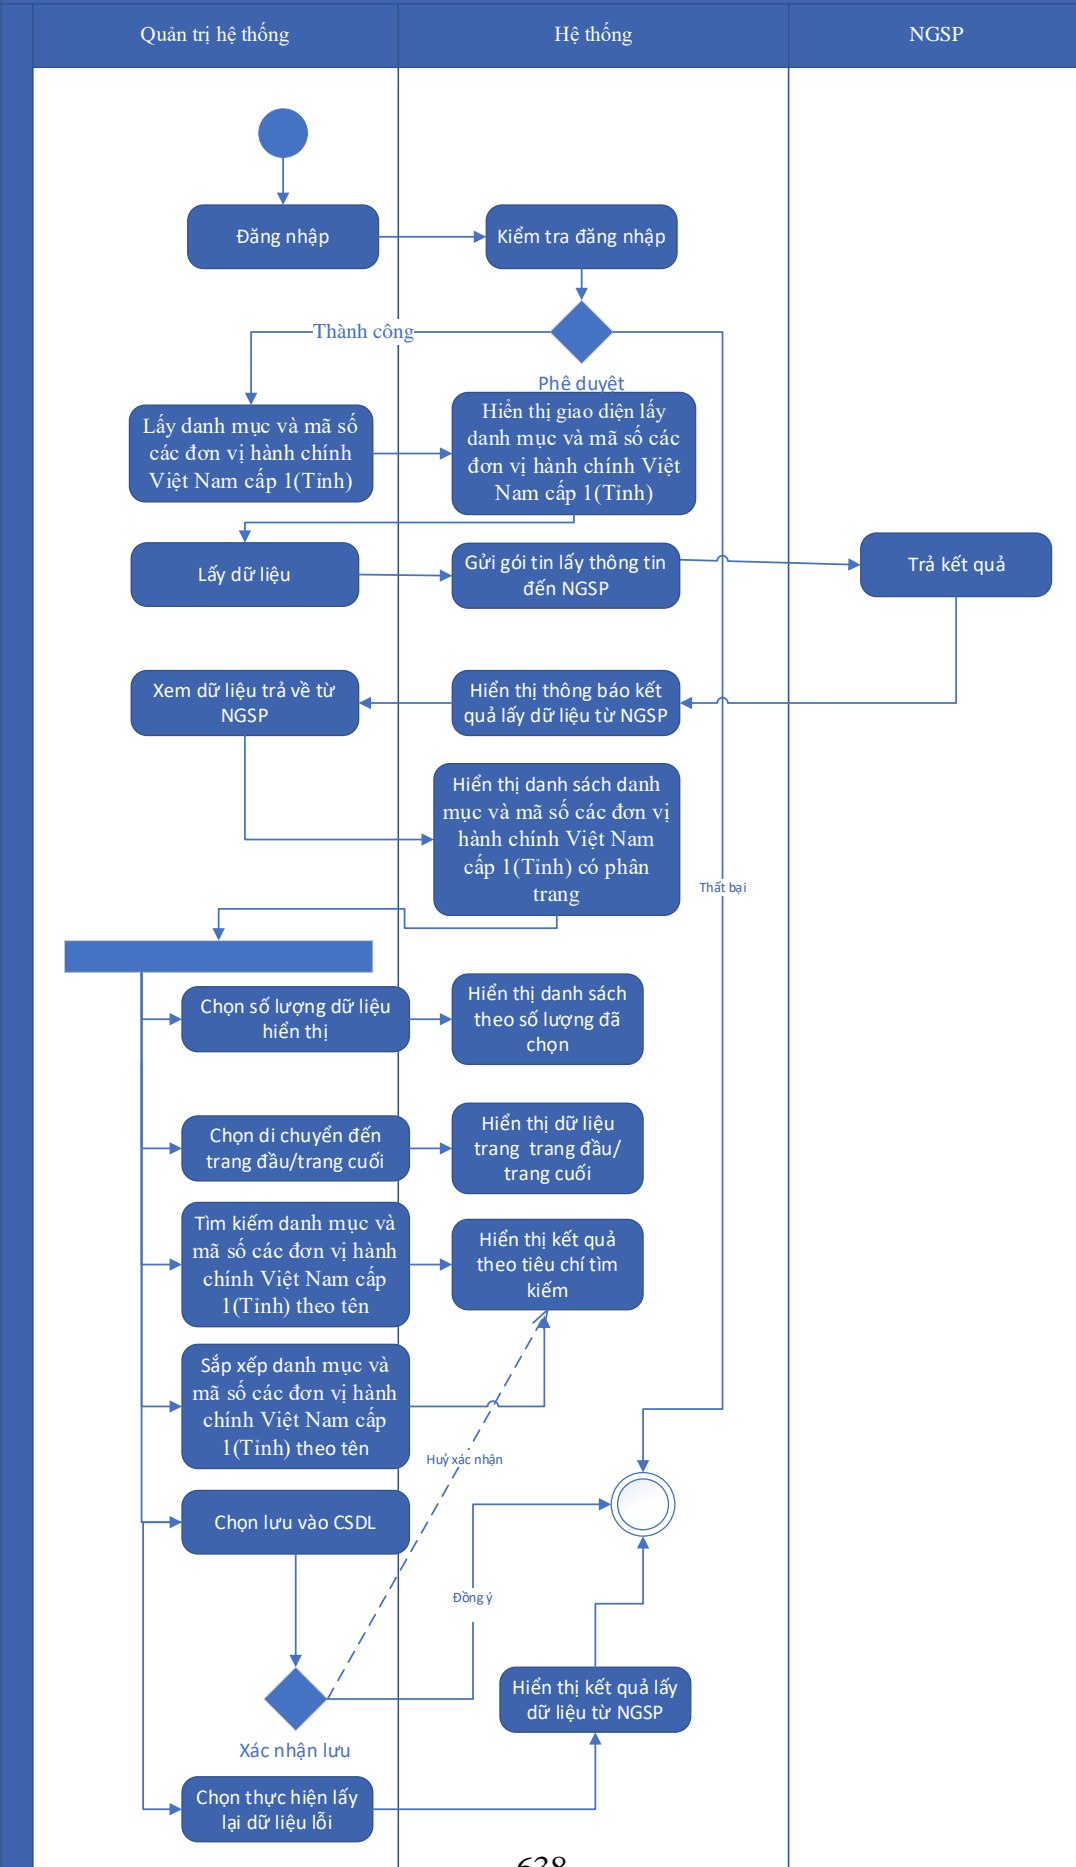 Quản trị hệ thống
Hệ thống
NGSP
Đăng nhập
Kiểm tra đăng nhập
Thành công
Phê duyệt
Lấy danh mục và mã số
các đơn vị hành chính
Việt Nam cấp 1(Tỉnh)
Hiển thị giao diện lấy
danh mục và mã số các
đơn vị hành chính Việt
Nam cấp 1(Tỉnh)
Lấy dữ liệu
Gửi gói tin lấy thông tin
đến NGSP
Trả kết quả
Xem dữ liệu trả về từ
NGSP
Hiển thị thông báo kết
quả lấy dữ liệu từ NGSP
Hiển thị danh sách danh
mục và mã số các đơn vị
hành chính Việt Nam
cấp 1(Tỉnh) có phân
trang
Thất bại
Chọn số lượng dữ liệu
hiển thị
Hiển thị danh sách
theo số lượng đã
chọn
Chọn di chuyển đến
trang đầu/trang cuối
Hiển thị dữ liệu
trang trang đầu/
trang cuối
Tìm kiếm danh mục và
mã số các đơn vị hành
chính Việt Nam cấp
1(Tỉnh) theo tên
Hiển thị kết quả
theo tiêu chí tìm
kiếm
Sắp xếp danh mục và
mã số các đơn vị hành
chính Việt Nam cấp
1(Tỉnh) theo tên
Huỷ xác nhận
Chọn lưu vào CSDL
Đồng ý
Xác nhận lưu
Hiển thị kết quả lấy
dữ liệu từ NGSP
Chọn thực hiện lấy
lại dữ liệu lỗi
638